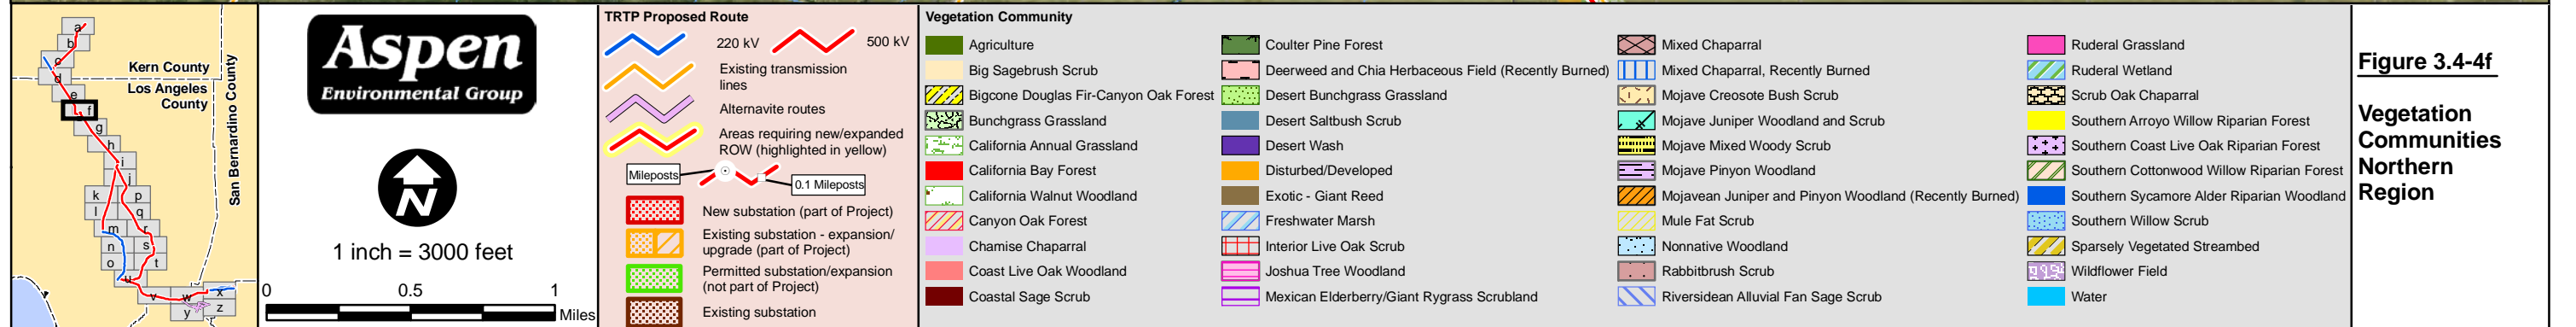 a
b
c
d
e
f
g
h
i
j
k
p
l
q
m
r
n
s
o
t
u
v
w
x
y
z
Kern County
Los Angeles
County
San Bernardino County
Aspen
Environmental Group
N
1 inch = 3000 feet
0
0.5
1
Miles
TRTP Proposed Route
220 kV
500 kV
Existing transmission
lines
Alternavite routes
Areas requiring new/expanded
ROW (highlighted in yellow)
Mileposts
0.1 Mileposts
New substation (part of Project)
Existing substation - expansion/
upgrade (part of Project)
Permitted substation/expansion
(not part of Project)
Existing substation
Vegetation Community
Agriculture
Big Sagebrush Scrub
Bigcone Douglas Fir-Canyon Oak Forest
Bunchgrass Grassland
California Annual Grassland
California Bay Forest
California Walnut Woodland
Canyon Oak Forest
Chamise Chaparral
Coast Live Oak Woodland
Coastal Sage Scrub
Coulter Pine Forest
Deerweed and Chia Herbaceous Field (Recently Burned)
Desert Bunchgrass Grassland
Desert Saltbush Scrub
Desert Wash
Disturbed/Developed
Exotic - Giant Reed
Freshwater Marsh
Interior Live Oak Scrub
Joshua Tree Woodland
Mexican Elderberry/Giant Rygrass Scrubland
Mixed Chaparral
Mixed Chaparral, Recently Burned
Mojave Creosote Bush Scrub
Mojave Juniper Woodland and Scrub
Mojave Mixed Woody Scrub
Mojave Pinyon Woodland
Mojavean Juniper and Pinyon Woodland (Recently Burned)
Mule Fat Scrub
Nonnative Woodland
Rabbitbrush Scrub
Riversidean Alluvial Fan Sage Scrub
Ruderal Grassland
Ruderal Wetland
Scrub Oak Chaparral
Southern Arroyo Willow Riparian Forest
Southern Coast Live Oak Riparian Forest
Southern Cottonwood Willow Riparian Forest
Southern Sycamore Alder Riparian Woodland
Southern Willow Scrub
Sparsely Vegetated Streambed
Wildflower Field
Water
Figure 3.4-4f
Vegetation
Communities
Northern
Region